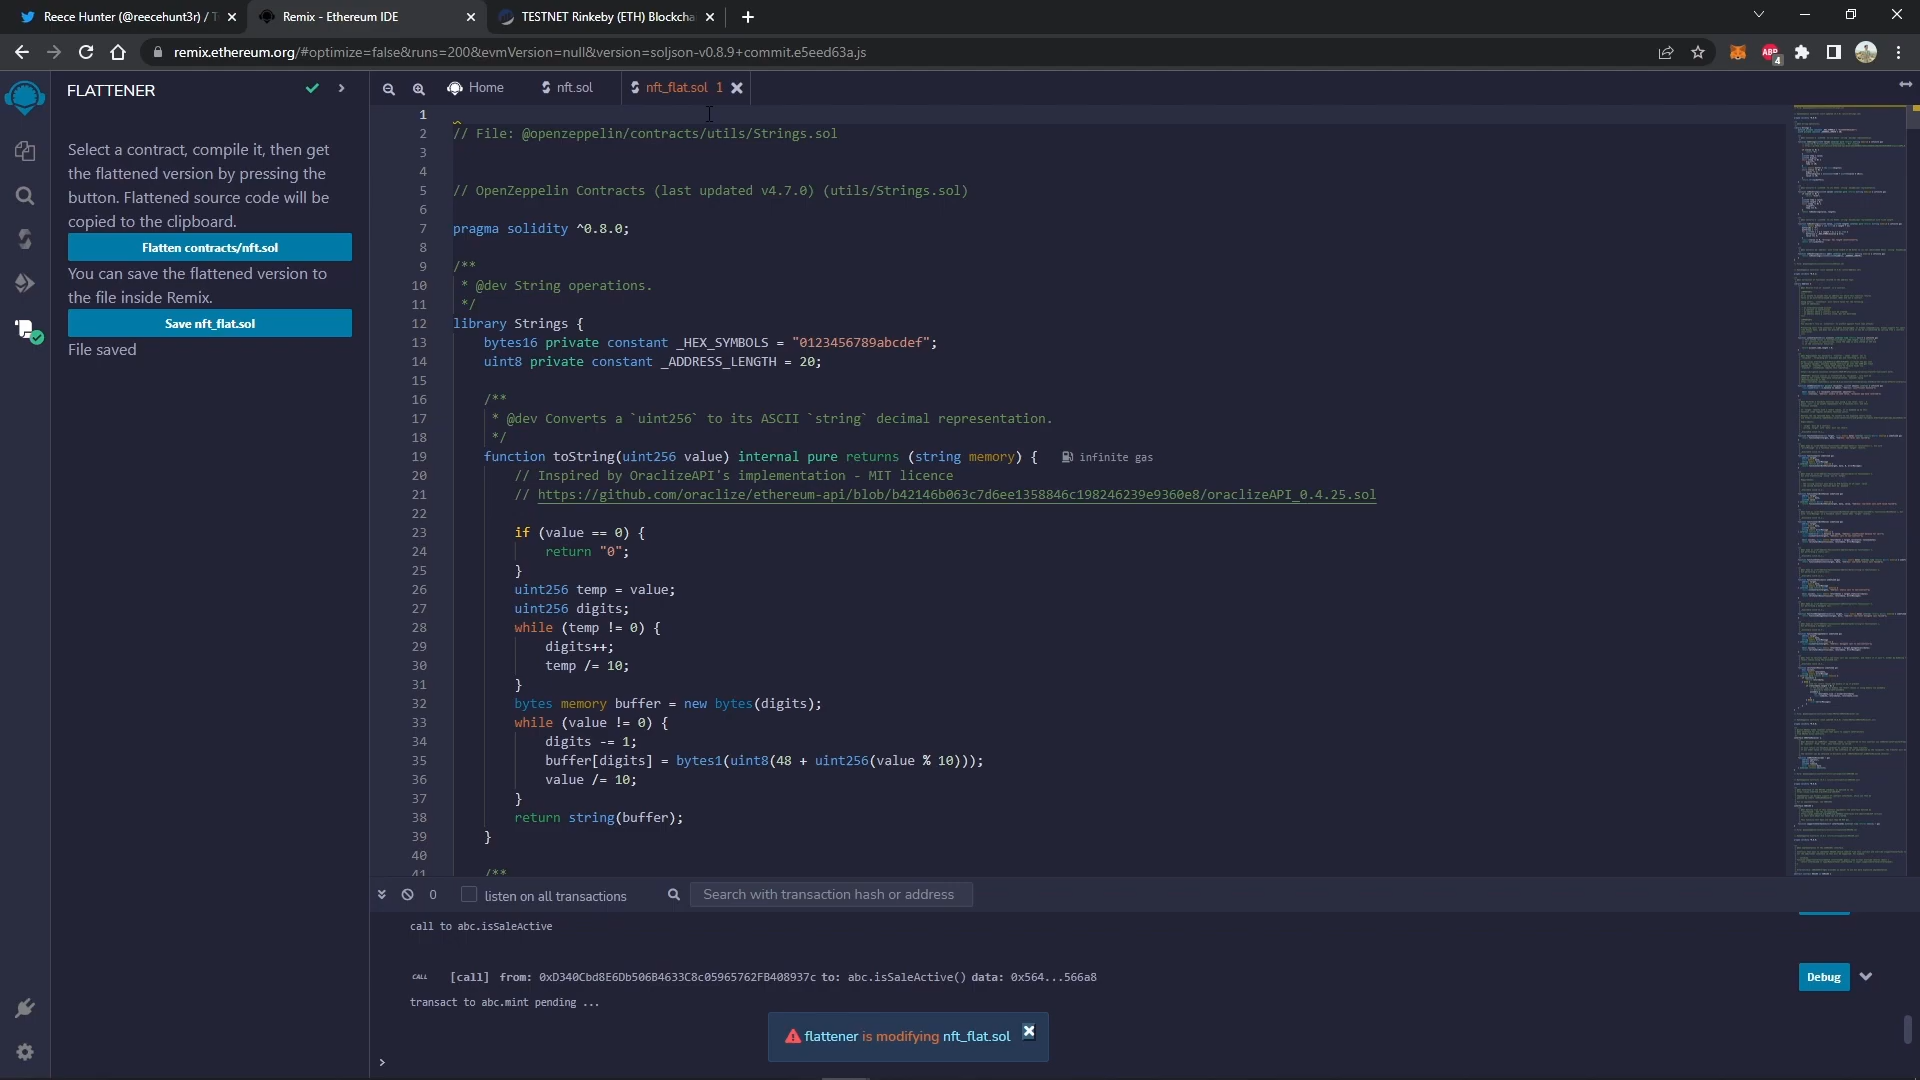 Reece Hunter (@reecehunt3r) / T
Remix - Ethereum IDE
TESTNET Rinkeby (ETH) Blockcha
remix.ethereum.org/#optimize=false&runs=200&evmVersion=null&version=soljson-v0.8.9+commit.e5eed63a.js
ABP
4
FLATTENER
Select a contract, compile it, then get
the flattened version by pressing the
button. Flattened source code will be
copied to the clipboard.
Flatten contracts/nft.sol
You can save the flattened version to
the file inside Remix.
Save nft_flat.sol
File saved
Home
nft.sol
nft_flat.sol 1
1
2 // File: @openzeppelin/contracts/utils/Strings.sol
3
4
5 // OpenZeppelin Contracts (last updated v4.7.0) (utils/Strings.sol)
6
7 pragma solidity ^0.8.0;
8
9 /**
10 * @dev String operations.
11 */
12 library Strings {
13 bytes16 private constant _HEX_SYMBOLS = "0123456789abcdef";
14 uint8 private constant _ADDRESS_LENGTH = 20;
15
16 /**
17 * @dev Converts a `uint256` to its ASCII `string` decimal representation.
18 */
19 function toString(uint256 value) internal pure returns (string memory) { infinite gas
20 // Inspired by OraclizeAPI's implementation - MIT licence
21 // https://github.com/oraclize/ethereum-api/blob/b42146b063c7d6ee1358846c198246239e9360e8/oraclizeAPI_0.4.25.sol
22
23 if (value == 0) {
24 return "0";
25 }
26 uint256 temp = value;
27 uint256 digits;
28 while (temp != 0) {
29 digits++;
30 temp /= 10;
31 }
32 bytes memory buffer = new bytes(digits);
33 while (value != 0) {
34 digits -= 1;
35 buffer[digits] = bytes1(uint8(48 + uint256(value % 10)));
36 value /= 10;
37 }
38 return string(buffer);
39 }
40
41 /**
0
listen on all transactions
Search with transaction hash or address
call to abc.isSaleActive
CALL [call] from: 0xD340Cbd8E6Db506B4633C8c05965762FB408937c to: abc.isSaleActive() data: 0x564...566a8
Debug
transact to abc.mint pending ...
flattener is modifying nft_flat.sol
>